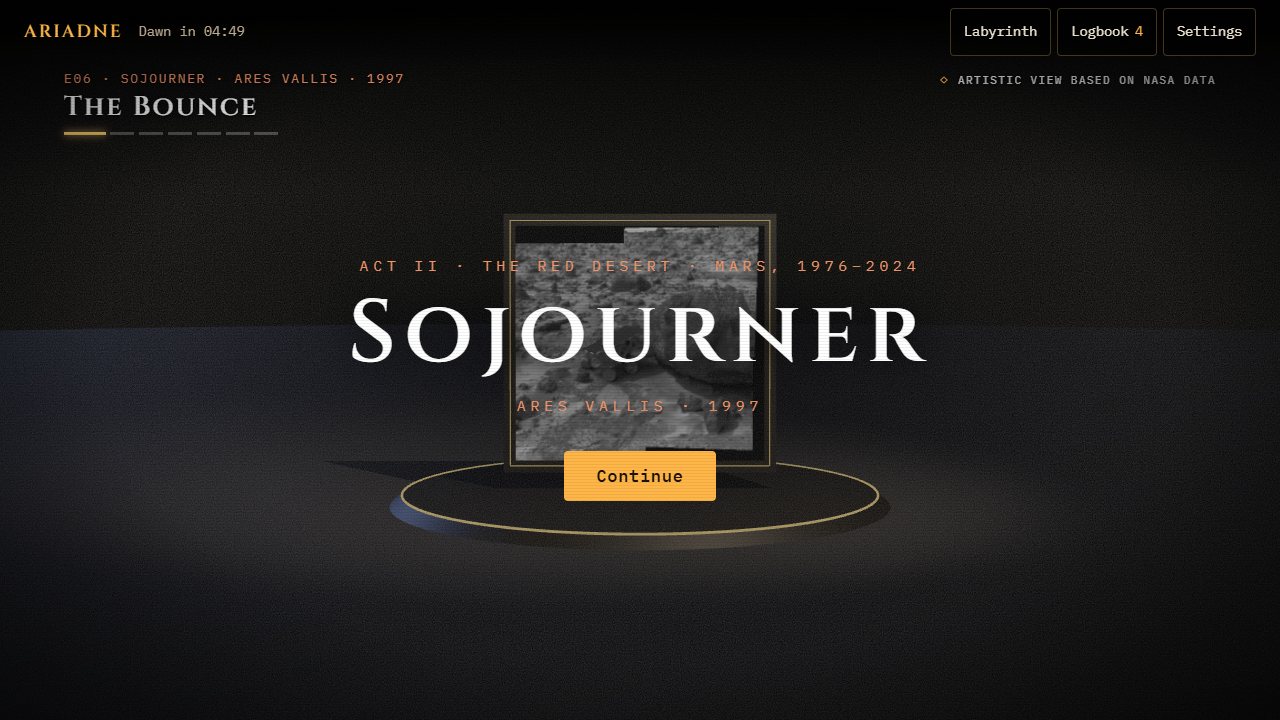 ARIADNE Dawn in 04:49 Labyrinth Logbook 4 Settings
E06 · SOJOURNER · ARES VALLIS · 1997
ARTISTIC VIEW BASED ON NASA DATA
The Bounce
ACT II · THE RED DESERT · MARS, 1976–2024
SOJOURNER
ARES VALLIS · 1997
Continue